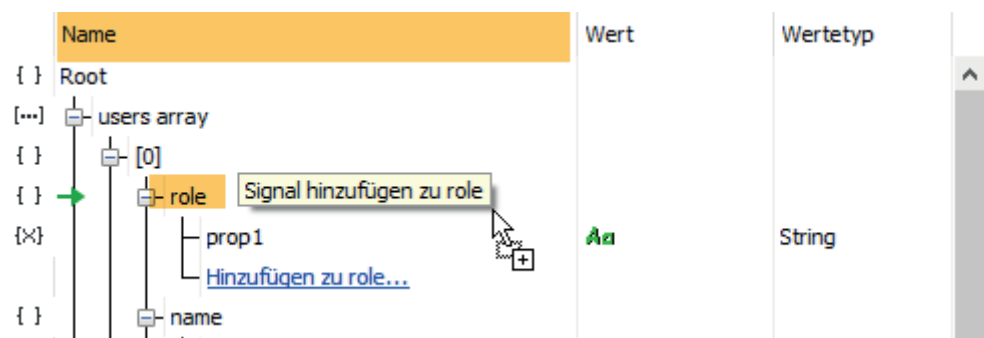 Name Wert Wertetyp
{ } Root
[...] users array
{ } [0]
{ } role Signal hinzufügen zu role
{x} prop1 Aa String
Hinzufügen zu role...
{ } name